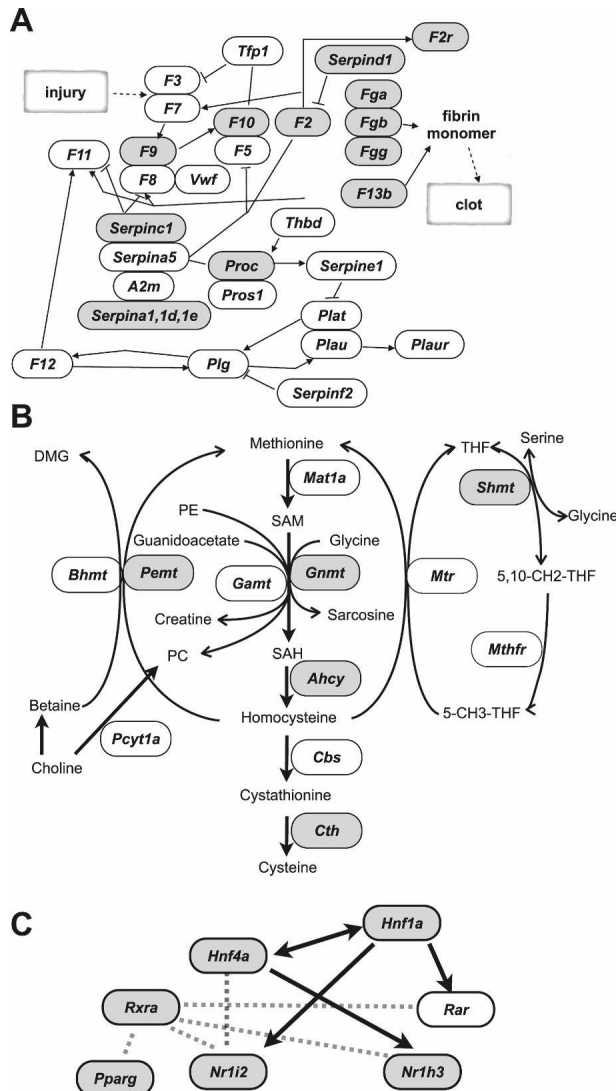 A
F2r
Tfp1
Serpind1
injury
F3
F7
Fga
F10
F2
Fgb
fibrin
monomer
F9
F5
Fgg
F11
F8
Vwf
F13b
clot
Serpinc1
Thbd
Serpina5
Proc
Serpine1
A2m
Pros1
Serpina1,1d,1e
Plat
F12
Plg
Plau
Plaur
Serpinf2
B
DMG
Methionine
THF
Serine
Mat1a
Shmt
PE
SAM
Glycine
Guanidoacetate
Glycine
Bhmt
Pemt
Gamt
Gnmt
Mtr
5,10-CH2-THF
Creatine
Sarcosine
PC
SAH
Mthfr
Ahcy
Betaine
Homocysteine
5-CH3-THF
Pcyt1a
Choline
Cbs
Cystathionine
Cth
Cysteine
C
Hnf1a
Hnf4a
Rxra
Rar
Pparg
Nr1i2
Nr1h3